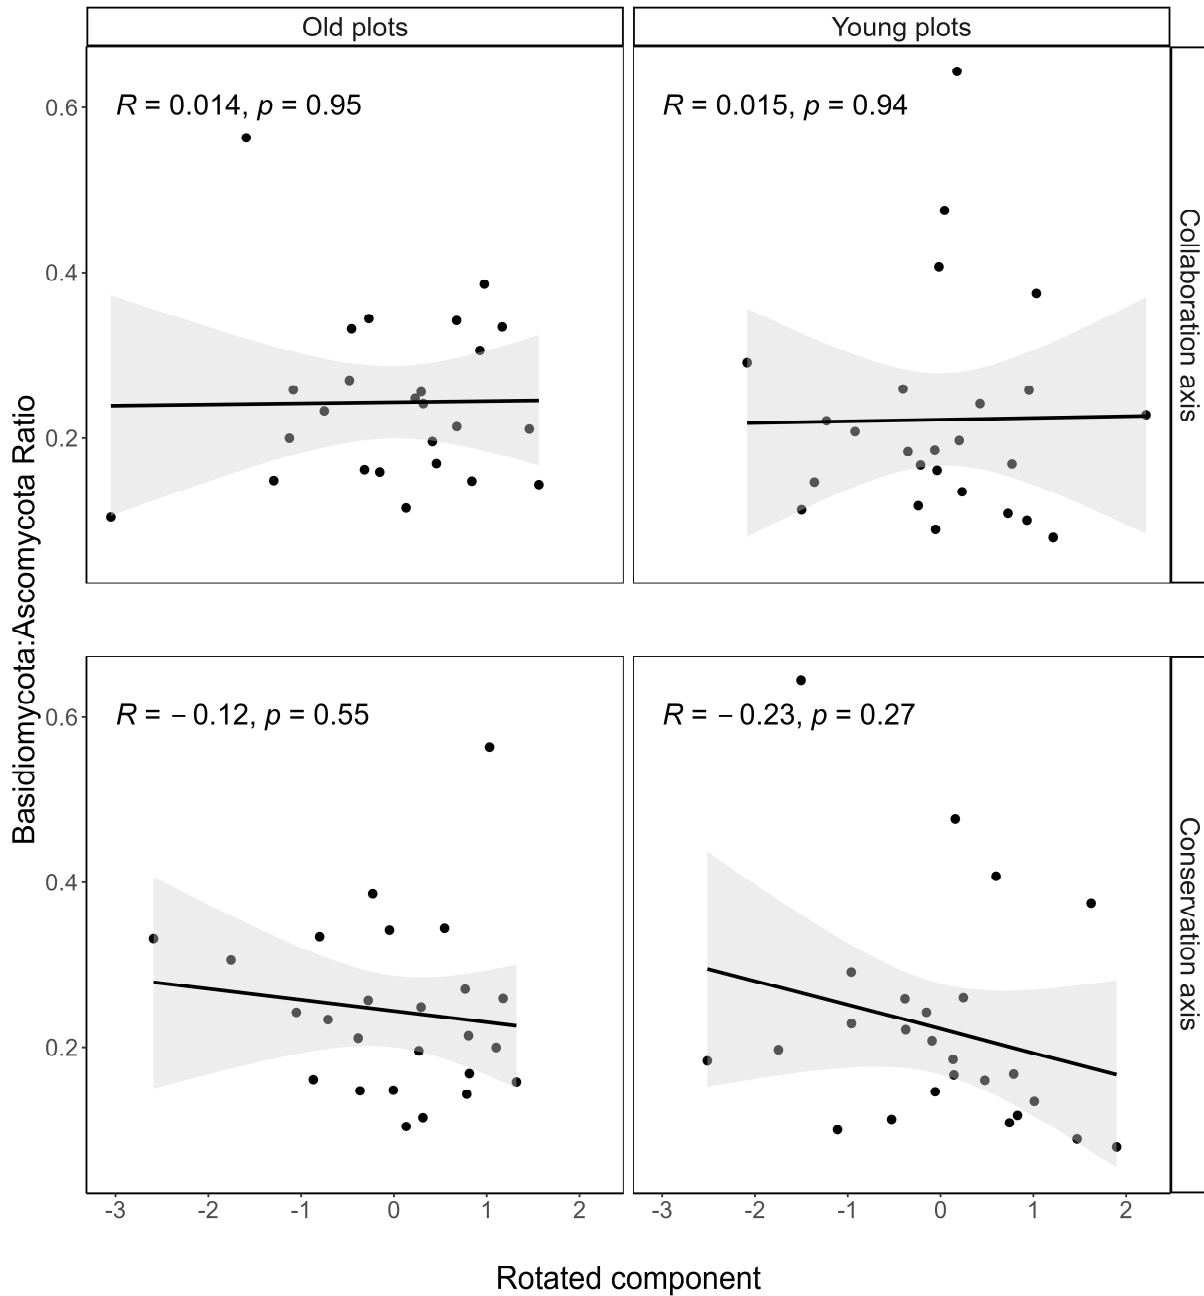 Old plots
Young plots
R = 0.014, p = 0.95
R = 0.015, p = 0.94
0.6
0.4
0.2
Collaboration axis
Basidiomycota:Ascomycota Ratio
R = − 0.12, p = 0.55
R = − 0.23, p = 0.27
0.6
0.4
0.2
Conservation axis
-3 -2 -1 0 1 2
-3 -2 -1 0 1 2
Rotated component